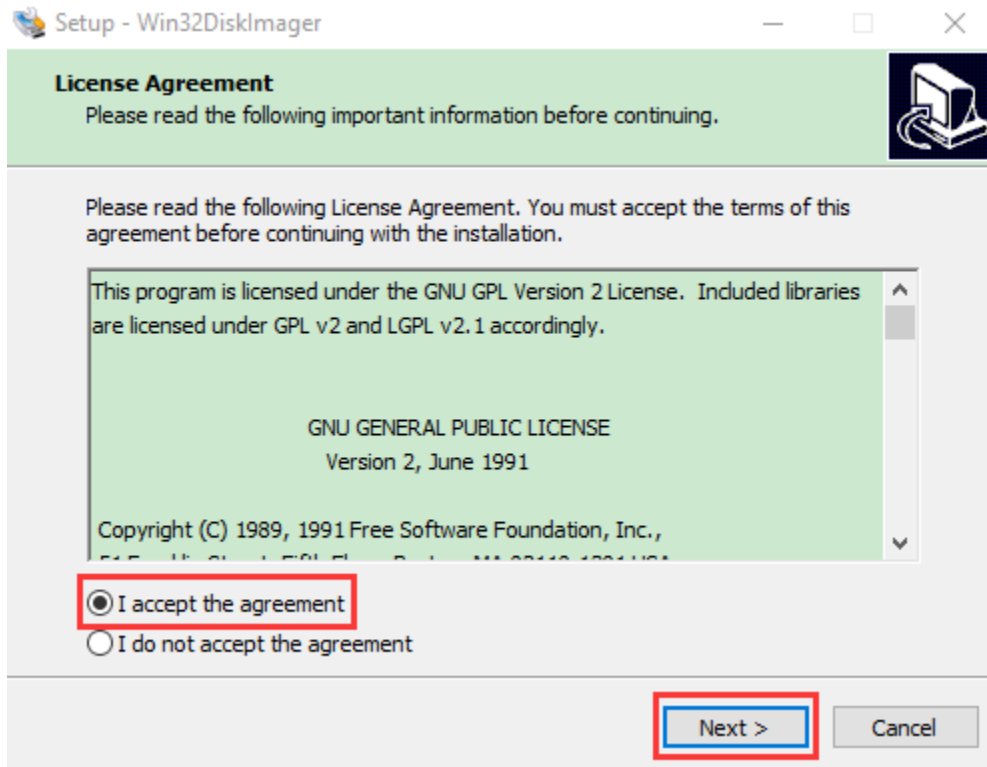 Setup - Win32DiskImager
License Agreement
Please read the following important information before continuing.
Please read the following License Agreement. You must accept the terms of this
agreement before continuing with the installation.
This program is licensed under the GNU GPL Version 2 License.  Included libraries
are licensed under GPL v2 and LGPL v2.1 accordingly.
GNU GENERAL PUBLIC LICENSE
Version 2, June 1991
Copyright (C) 1989, 1991 Free Software Foundation, Inc.,
I accept the agreement
I do not accept the agreement
Next >
Cancel